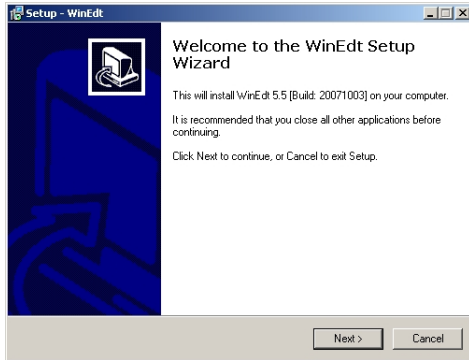 Setup - WinEdt
Welcome to the WinEdt Setup
Wizard
This will install WinEdt 5.5 [Build: 20071003] on your computer.
It is recommended that you close all other applications before
continuing.
Click Next to continue, or Cancel to exit Setup.
Next >
Cancel